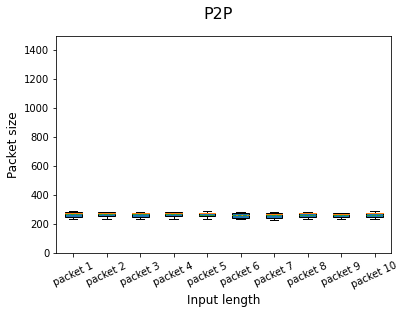 P2P
1400
1200
1000
800
600
400
200
0
Packet size
packet 1 packet 2 packet 3 packet 4 packet 5 packet 6 packet 7 packet 8 packet 9 packet 10
Input length